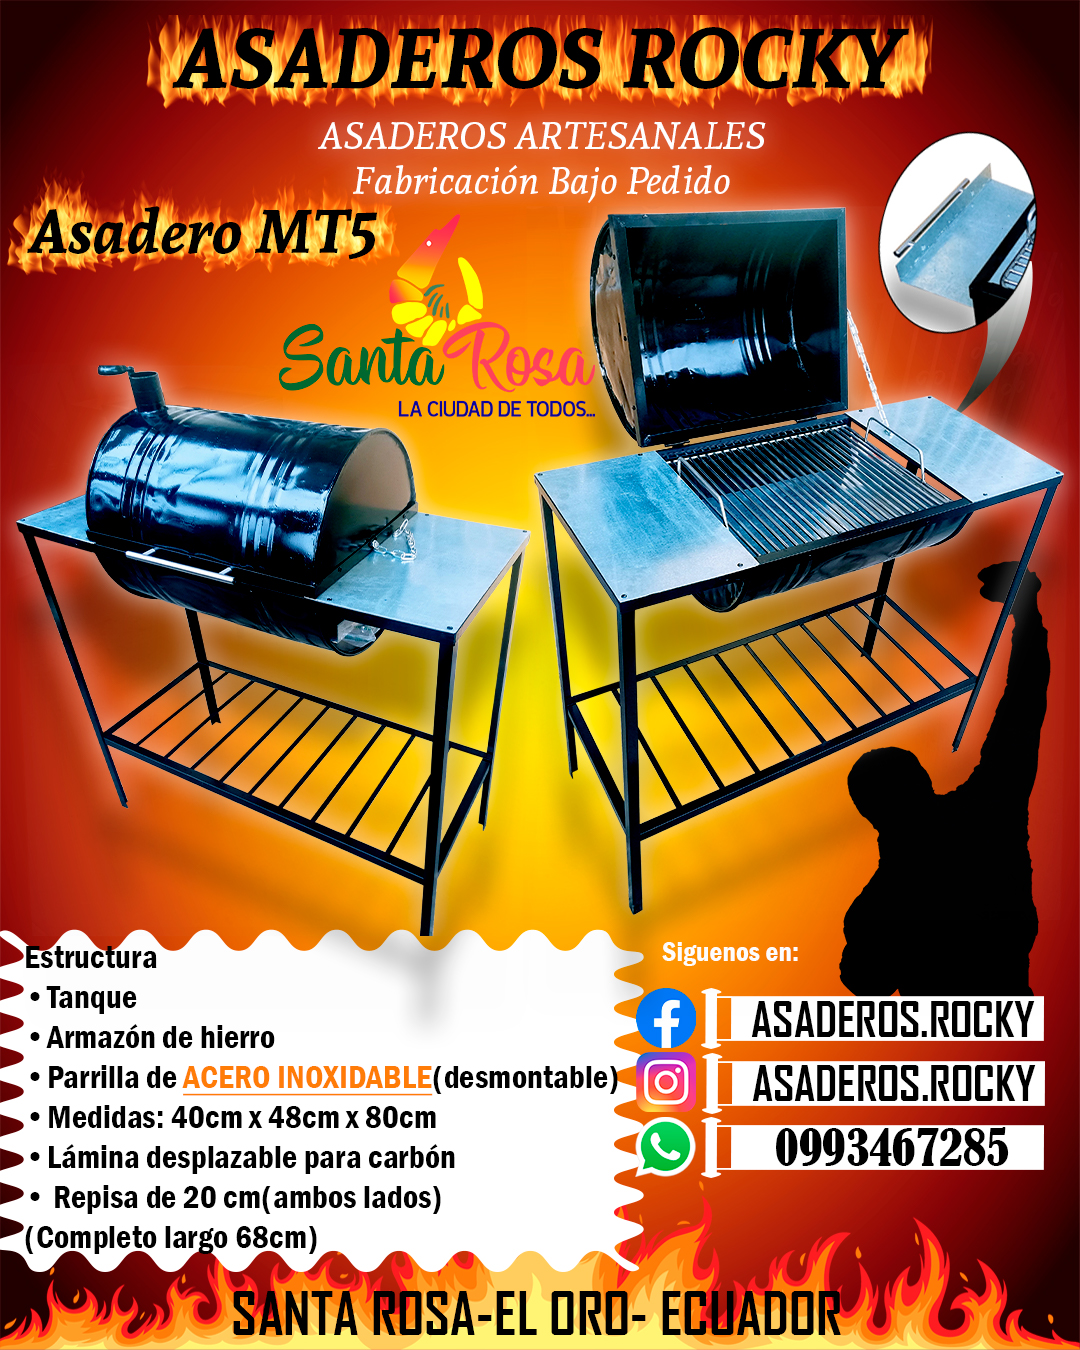 ASADEROS ROCKY
ASADEROS ARTESANALES
Fabricación Bajo Pedido
Asadero MT5
Santa Rosa
LA CIUDAD DE TODOS...
Estructura
• Tanque
• Armazón de hierro
• Parrilla de ACERO INOXIDABLE(desmontable)
• Medidas: 40cm x 48cm x 80cm
• Lámina desplazable para carbón
• Repisa de 20 cm(ambos lados)
(Completo largo 68cm)
Siguenos en:
ASADEROS.ROCKY
ASADEROS.ROCKY
0993467285
SANTA ROSA-EL ORO- ECUADOR